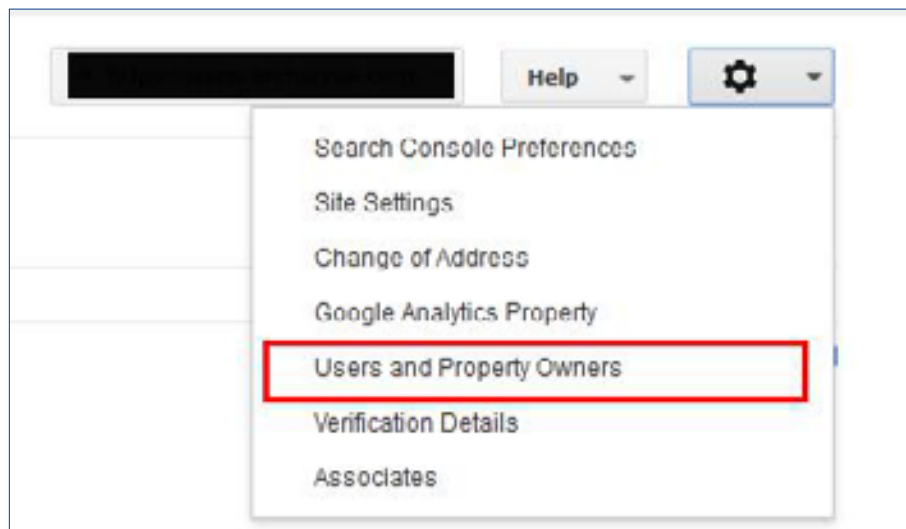 Help
Search Console Preferences
Site Settings
Change of Address
Google Analytics Property
Users and Property Owners
Verification Details
Associates